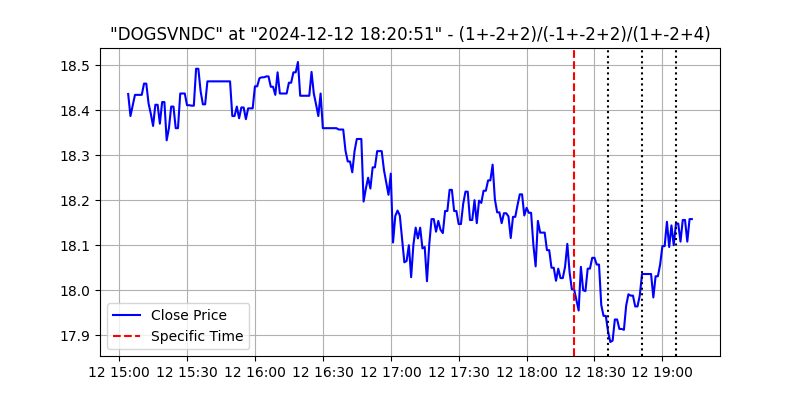 "DOGSVNDC" at "2024-12-12 18:20:51" - (1+-2+2)/(-1+-2+2)/(1+-2+4)
18.5
18.4
18.3
18.2
18.1
18.0
17.9
Close Price
Specific Time
12 15:00 12 15:30 12 16:00 12 16:30 12 17:00 12 17:30 12 18:00 12 18:30 12 19:00